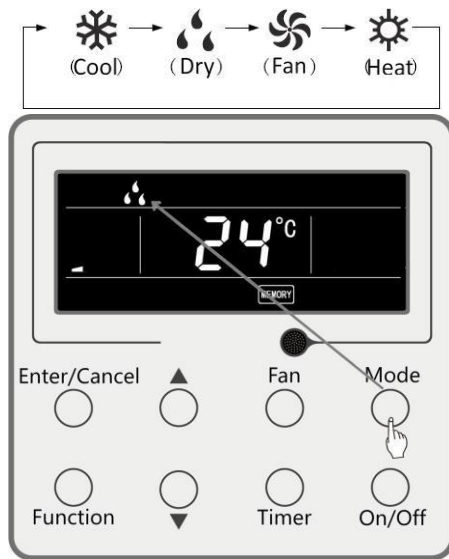 (Cool) (Dry) (Fan) (Heat)
24°C
MEMORY
Enter/Cancel ▲ Fan Mode
Function ▼ Timer On/Off